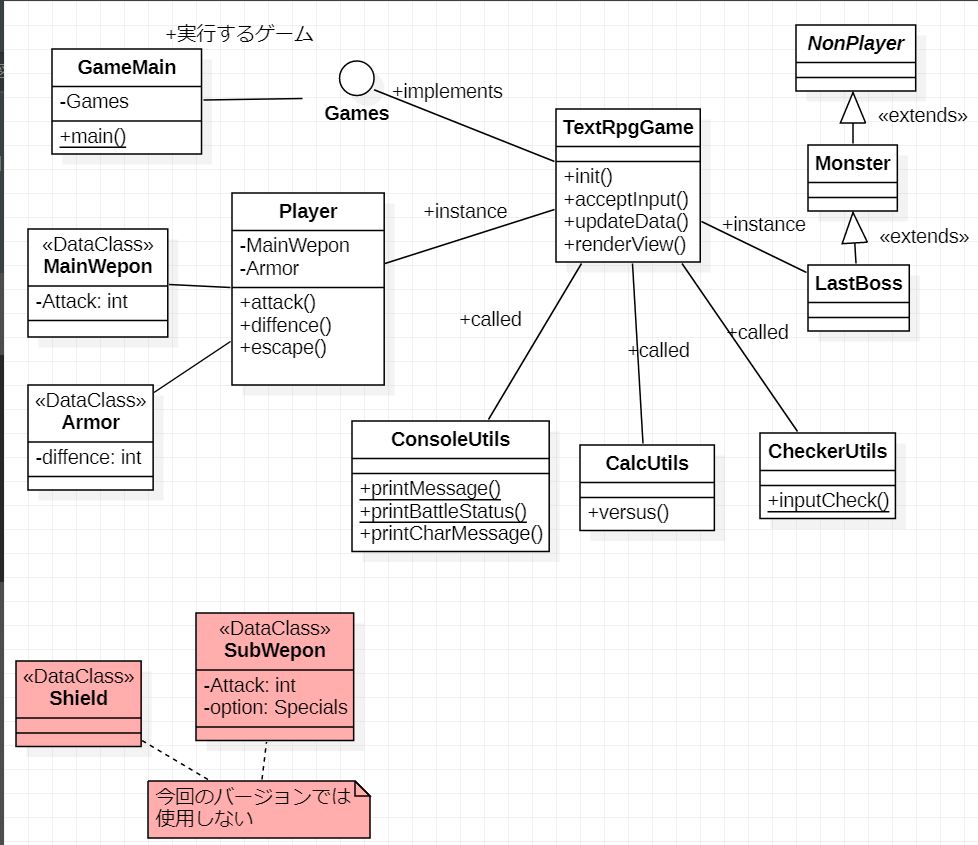 +実行するゲーム
GameMain
-Games
+main()
Games
+implements
TextRpgGame
+init()
+acceptInput()
+updateData()
+renderView()
NonPlayer
«extends»
Monster
«extends»
LastBoss
+instance
+instance
Player
-MainWepon
-Armor
+attack()
+diffence()
+escape()
«DataClass»
MainWepon
-Attack: int
«DataClass»
Armor
-diffence: int
+called
+called
+called
ConsoleUtils
+printMessage()
+printBattleStatus()
+printCharMessage()
CalcUtils
+versus()
CheckerUtils
+inputCheck()
«DataClass»
Shield
«DataClass»
SubWepon
-Attack: int
-option: Specials
今回のバージョンでは
使用しない